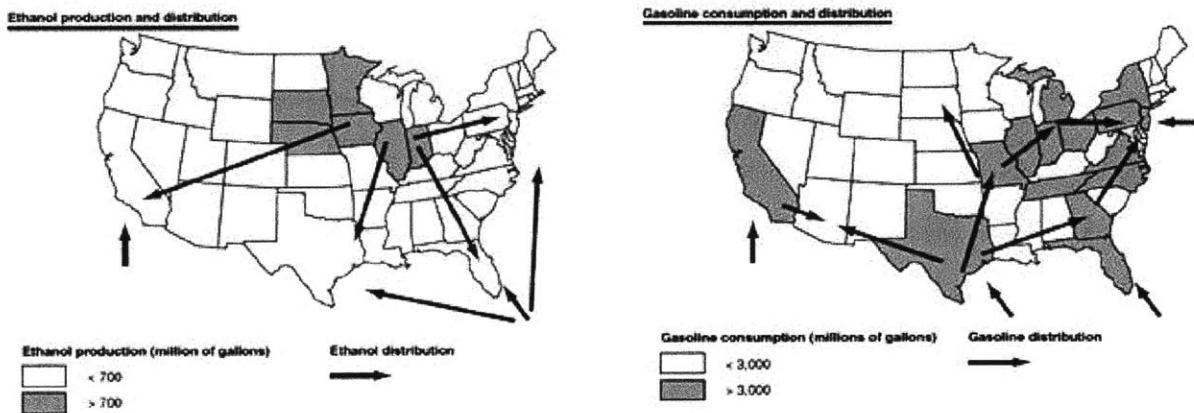 Ethanol production and distribution
Ethanol production (million of gallons)
< 700
> 700
Ethanol distribution
Gasoline consumption and distribution
Gasoline consumption (millions of gallons)
< 3,000
> 3,000
Gasoline distribution